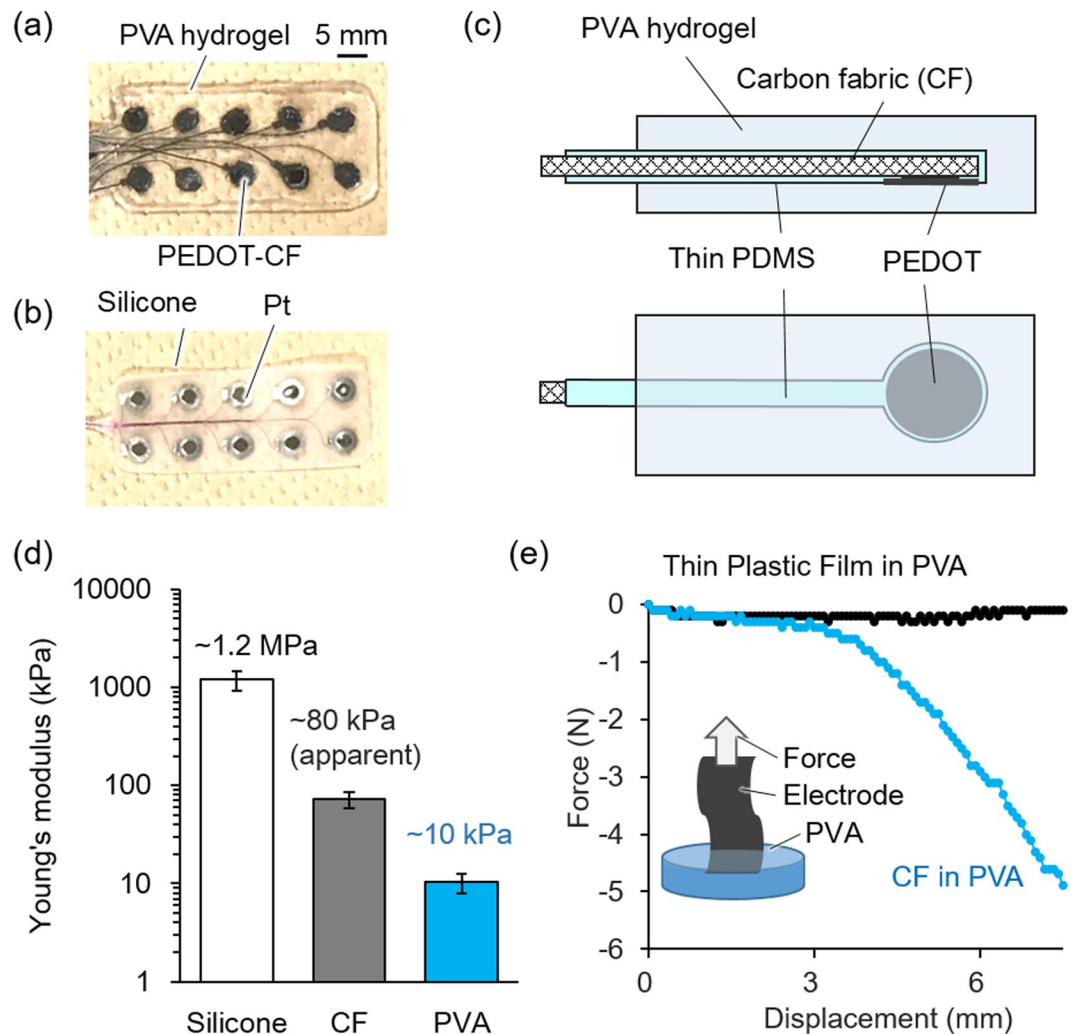 (a)
PVA hydrogel
5 mm
PEDOT-CF
(b)
Silicone
Pt
(c)
PVA hydrogel
Carbon fabric (CF)
Thin PDMS
PEDOT
(d)
Young's modulus (kPa)
10000
1000
100
10
1
~1.2 MPa
~80 kPa
(apparent)
~10 kPa
Silicone
CF
PVA
(e)
Thin Plastic Film in PVA
Force (N)
0
-1
-2
-3
-4
-5
-6
Force
Electrode
PVA
CF in PVA
0
3
6
Displacement (mm)